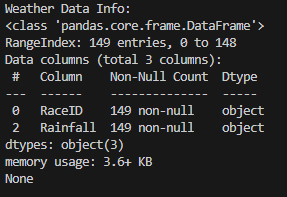 Weather Data Info:
<class 'pandas.core.frame.DataFrame'>
RangeIndex: 149 entries, 0 to 148
Data columns (total 3 columns):
 #   Column    Non-Null Count  Dtype
---  ------    --------------  -----
 0   RaceID    149 non-null    object
 2   Rainfall  149 non-null    object
dtypes: object(3)
memory usage: 3.6+ KB
None